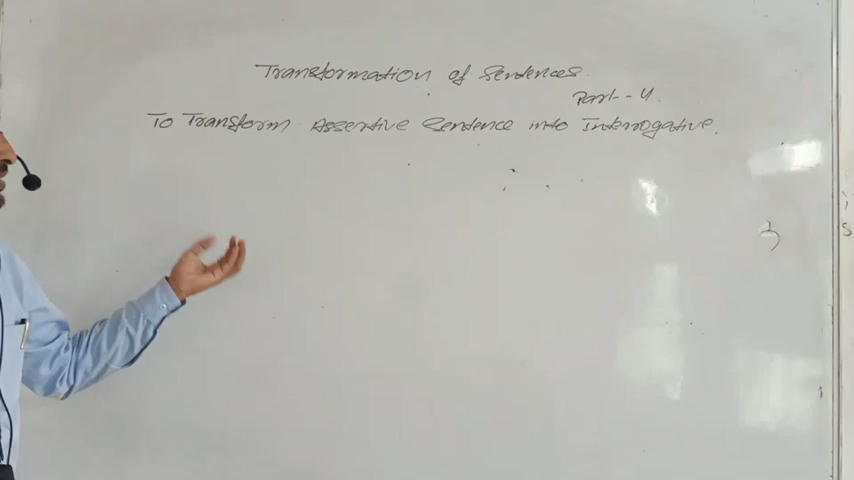 Transformation of Sentences.
Part - 4.
To Transform Assertive Sentence into Interrogative.